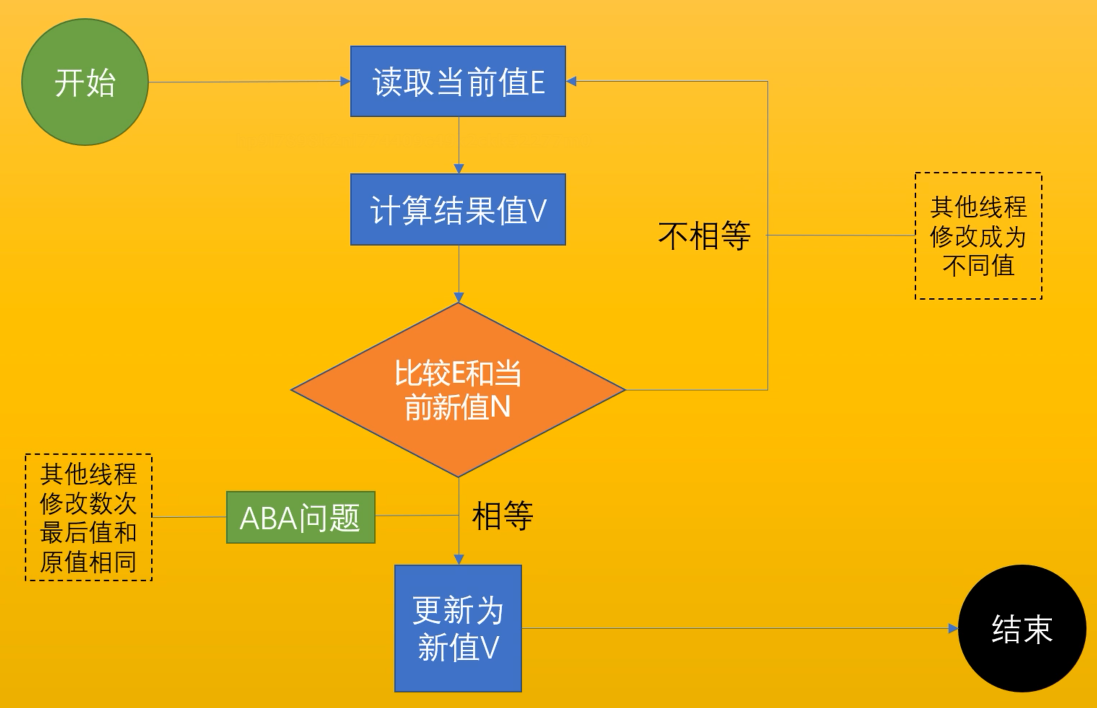 开始
读取当前值E
计算结果值V
不相等
其他线程
修改成为
不同值
比较E和当
前新值N
其他线程
修改数次
最后值和
原值相同
ABA问题
相等
更新为
新值V
结束